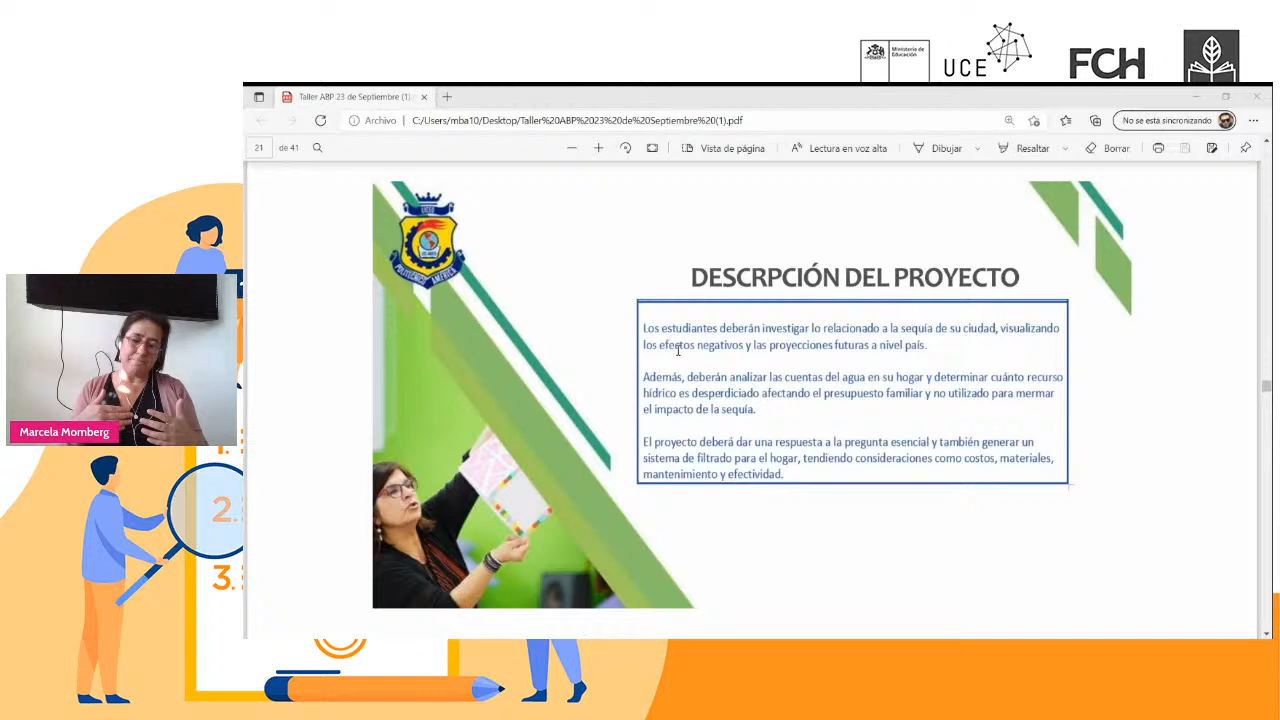 Ministerio de
Educación
UCE
FCH
Taller ABP 23 de Septiembre (1)
Archivo
C:/Users/mba10/Desktop/Taller%20ABP%2023%20de%20Septiembre%20(1).pdf
No se está sincronizando
21
de 41
Vista de página
Lectura en voz alta
Dibujar
Resaltar
Borrar
LICEO
POLITÉCNICO AMÉRICA
DESCRPCIÓN DEL PROYECTO
Los estudiantes deberán investigar lo relacionado a la sequía de su ciudad, visualizando
los efectos negativos y las proyecciones futuras a nivel país.
Además, deberán analizar las cuentas del agua en su hogar y determinar cuánto recurso
hídrico es desperdiciado afectando el presupuesto familiar y no utilizado para mermar
el impacto de la sequía.
El proyecto deberá dar una respuesta a la pregunta esencial y también generar un
sistema de filtrado para el hogar, tendiendo consideraciones como costos, materiales,
mantenimiento y efectividad.
Marcela Momberg
1.
2.
3.